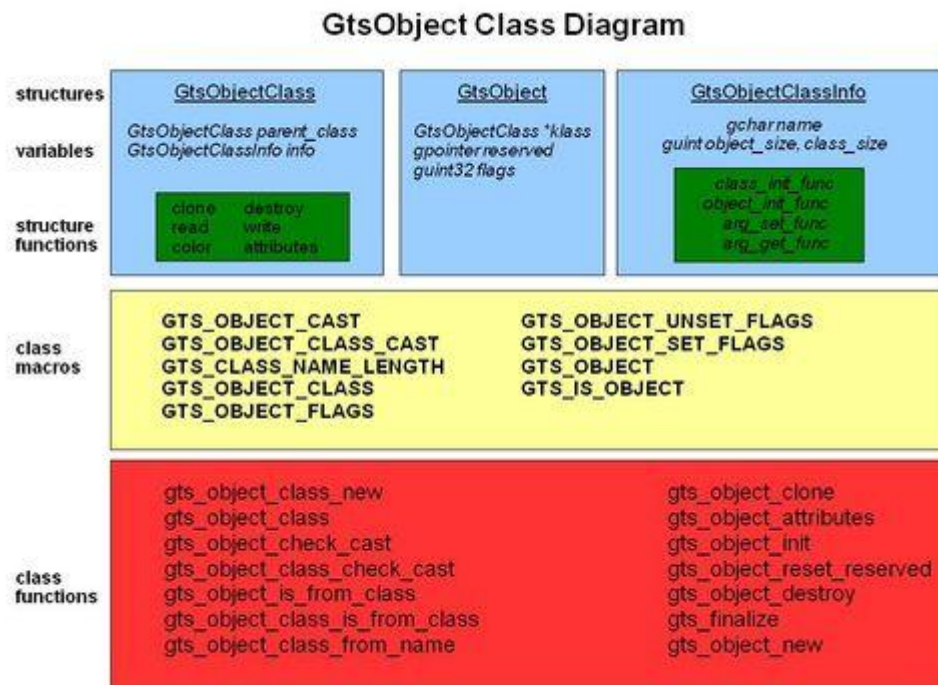 GtsObject Class Diagram
structures
GtsObjectClass
GtsObject
GtsObjectClassInfo
variables
GtsObjectClass parent_class
GtsObjectClassInfo info
GtsObjectClass *klass
gpointer reserved
guint32 flags
gchar name
guint object_size, class_size
structure
functions
clone destroy
read write
color attributes
class_init_func
object_init_func
arg_set_func
arg_get_func
class
macros
GTS_OBJECT_CAST
GTS_OBJECT_CLASS_CAST
GTS_CLASS_NAME_LENGTH
GTS_OBJECT_CLASS
GTS_OBJECT_FLAGS
GTS_OBJECT_UNSET_FLAGS
GTS_OBJECT_SET_FLAGS
GTS_OBJECT
GTS_IS_OBJECT
class
functions
gts_object_class_new
gts_object_class
gts_object_check_cast
gts_object_class_check_cast
gts_object_is_from_class
gts_object_class_is_from_class
gts_object_class_from_name
gts_object_clone
gts_object_attributes
gts_object_init
gts_object_reset_reserved
gts_object_destroy
gts_finalize
gts_object_new